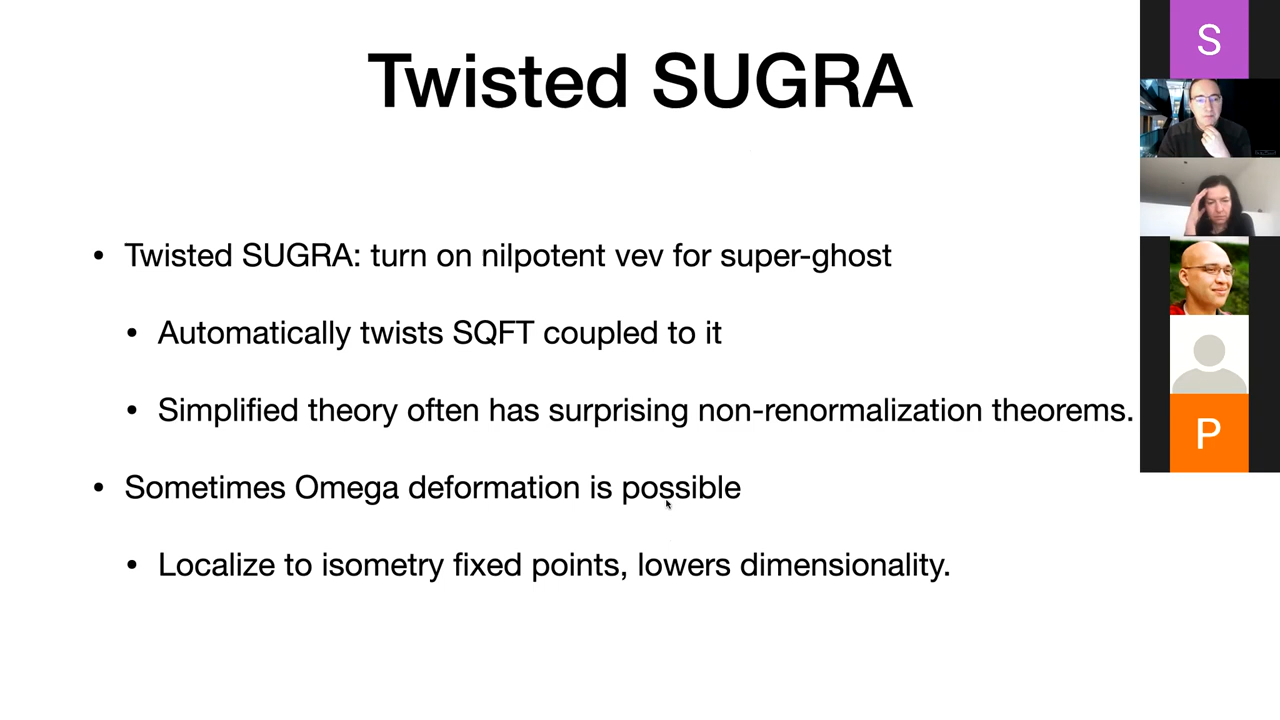 Twisted SUGRA
• Twisted SUGRA: turn on nilpotent vev for super-ghost
• Automatically twists SQFT coupled to it
• Simplified theory often has surprising non-renormalization theorems.
• Sometimes Omega deformation is possible
• Localize to isometry fixed points, lowers dimensionality.
S
P